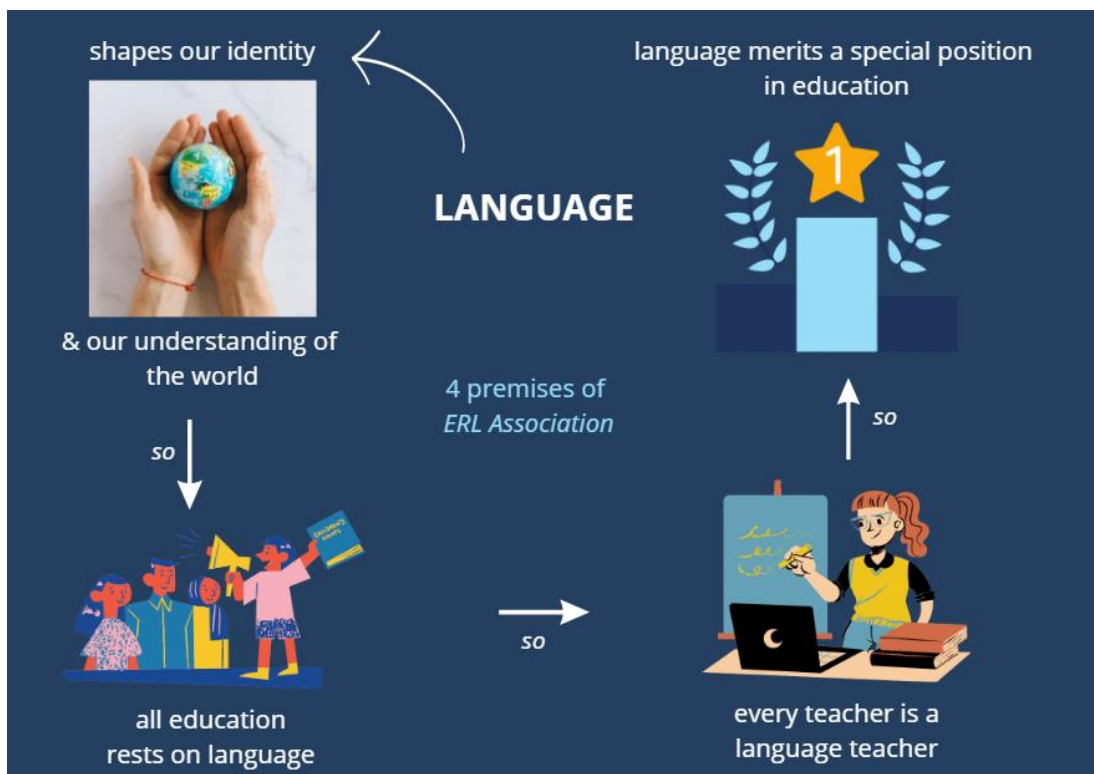 shapes our identity
& our understanding of
the world
so
all education
rests on language
so
every teacher is a
language teacher
so
language merits a special position
in education
1
LANGUAGE
4 premises of
ERL Association